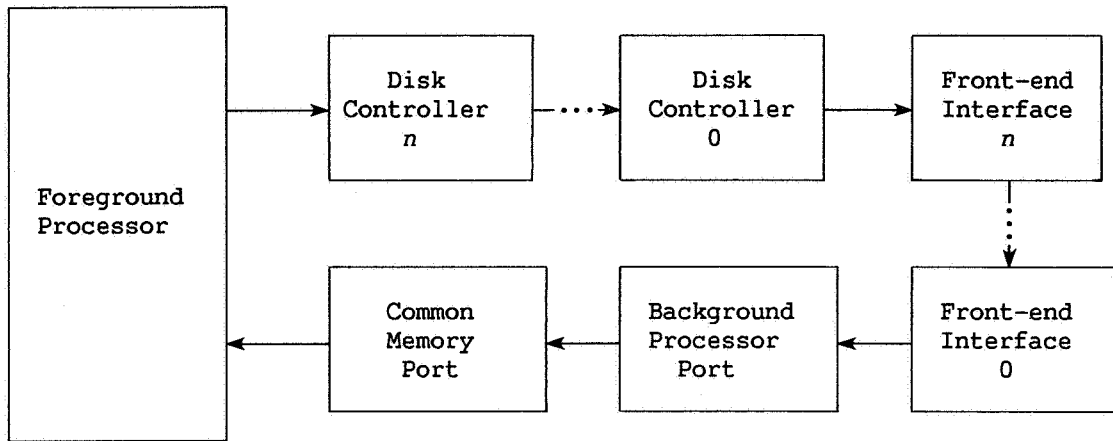 Foreground
Processor
Disk
Controller
n
Disk
Controller
0
Front-end
Interface
n
Common
Memory
Port
Background
Processor
Port
Front-end
Interface
0